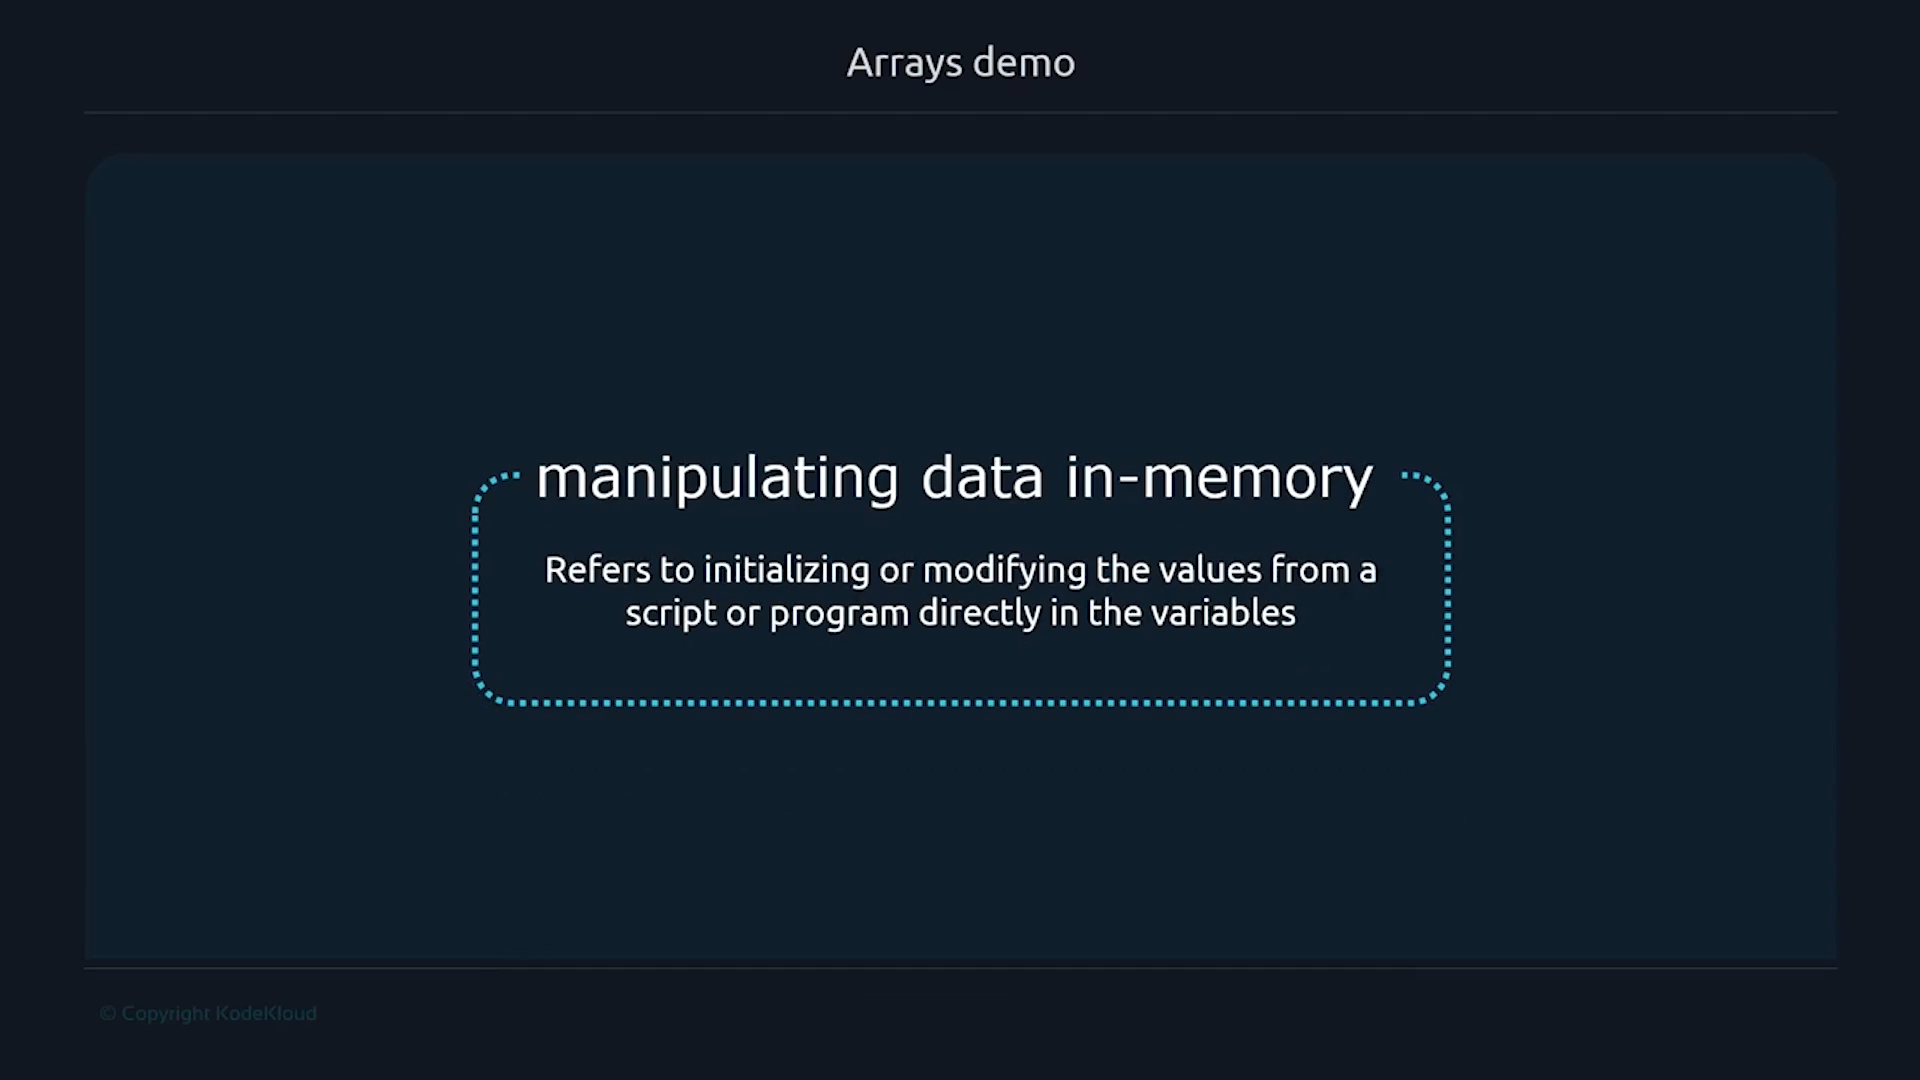 Arrays demo
manipulating data in-memory
Refers to initializing or modifying the values from a
script or program directly in the variables
© Copyright KodeKloud